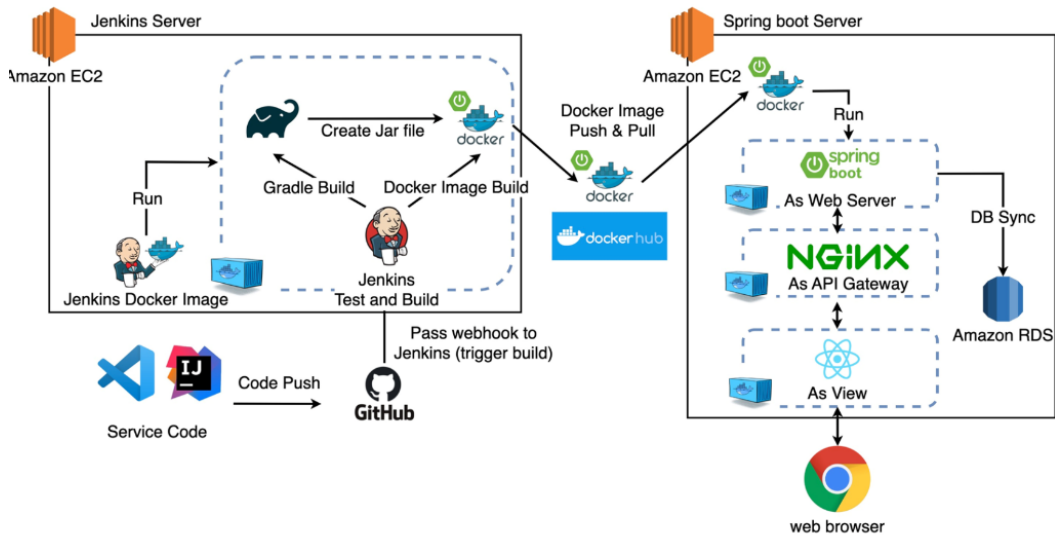 Jenkins Server
Amazon EC2
Create Jar file
docker
Gradle Build
Docker Image Build
Run
Jenkins Docker Image
Jenkins
Test and Build
Docker Image
Push & Pull
docker
dockerhub
Pass webhook to
Jenkins (trigger build)
IJ
Code Push
GitHub
Service Code
Spring boot Server
Amazon EC2
docker
Run
spring
boot
As Web Server
DB Sync
NGINX
As API Gateway
Amazon RDS
As View
web browser